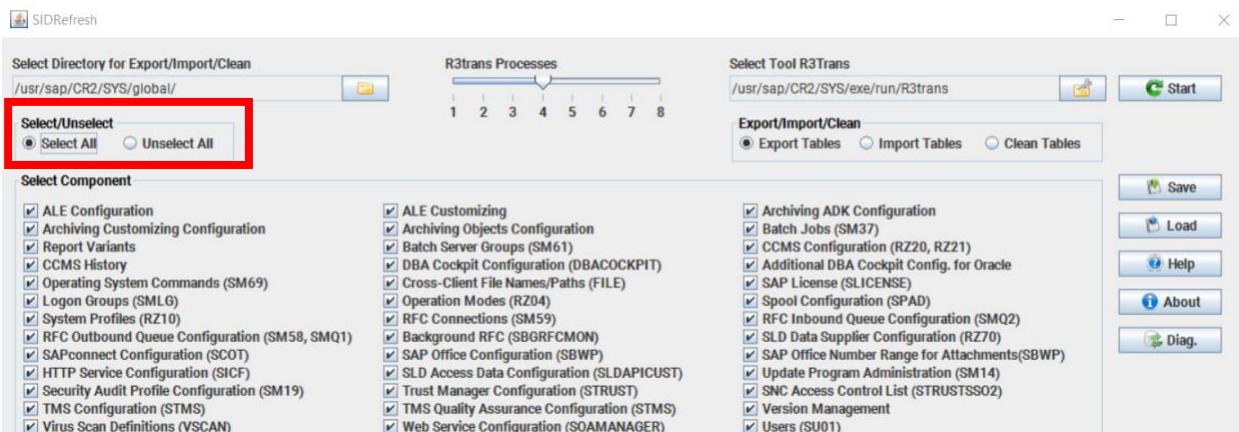 SIDRefresh
Select Directory for Export/Import/Clean
R3trans Processes
Select Tool R3Trans
/usr/sap/CR2/SYS/global/
/usr/sap/CR2/SYS/exe/run/R3trans
Start
1 2 3 4 5 6 7 8
Select/Unselect
Select All Unselect All
Export/Import/Clean
Export Tables Import Tables Clean Tables
Select Component
Save
Load
Help
About
Diag.
ALE Configuration
ALE Customizing
Archiving ADK Configuration
Archiving Customizing Configuration
Archiving Objects Configuration
Batch Jobs (SM37)
Report Variants
Batch Server Groups (SM61)
CCMS Configuration (RZ20, RZ21)
CCMS History
DBA Cockpit Configuration (DBACOCKPIT)
Additional DBA Cockpit Config. for Oracle
Operating System Commands (SM69)
Cross-Client File Names/Paths (FILE)
SAP License (SLICENSE)
Logon Groups (SMLG)
Operation Modes (RZ04)
Spool Configuration (SPAD)
System Profiles (RZ10)
RFC Connections (SM59)
RFC Inbound Queue Configuration (SMQ2)
RFC Outbound Queue Configuration (SM58, SMQ1)
Background RFC (SBGRFCMON)
SLD Data Supplier Configuration (RZ70)
SAPconnect Configuration (SCOT)
SAP Office Configuration (SBWP)
SAP Office Number Range for Attachments(SBWP)
HTTP Service Configuration (SICF)
SLD Access Data Configuration (SLDAPICUST)
Update Program Administration (SM14)
Security Audit Profile Configuration (SM19)
Trust Manager Configuration (STRUST)
SNC Access Control List (STRUSTSSO2)
TMS Configuration (STMS)
TMS Quality Assurance Configuration (STMS)
Version Management
Virus Scan Definitions (VSCAN)
Web Service Configuration (SOAMANAGER)
Users (SU01)